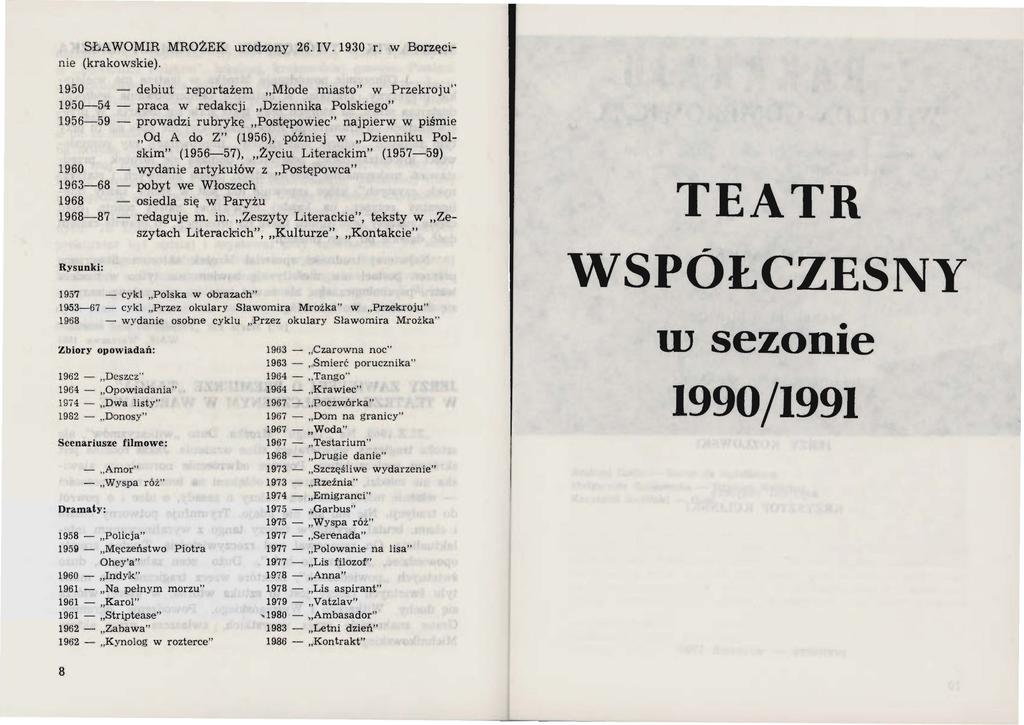 SŁAWOMIR MROŻEK urodzony 26. IV. 1930 r. w Borzęci-
nie (krakowskie).
1950 — debiut reportażem „Młode miasto” w Przekroju”
1950—54 — praca w redakcji „Dziennika Polskiego”
1956—59 — prowadzi rubrykę „Postępowiec” najpierw w piśmie
„Od A do Z” (1956), później w „Dzienniku Pol-
skim” (1956—57), „Życiu Literackim” (1957—59)
1960 — wydanie artykułów z „Postępowca”
1963—68 — pobyt we Włoszech
1968 — osiedla się w Paryżu
1968—87 — redaguje m. in. „Zeszyty Literackie”, teksty w „Ze-
szytach Literackich”, „Kulturze”, „Kontakcie”
Rysunki:
1957 — cykl „Polska w obrazach”
1953—67 — cykl „Przez okulary Sławomira Mrożka” w „Przekroju”
1968 — wydanie osobne cyklu „Przez okulary Sławomira Mrożka”
Zbiory opowiadań:
1962 — „Deszcz”
1964 — „Opowiadania”
1974 — „Dwa listy”
1982 — „Donosy”
Scenariusze filmowe:
— „Amor”
— „Wyspa róż”
Dramaty:
1958 — „Policja”
1959 — „Męczeństwo Piotra
Ohey'a”
1960 — „Indyk”
1961 — „Na pełnym morzu”
1961 — „Karol”
1961 — „Striptease”
1962 — „Zabawa”
1962 — „Kynolog w rozterce”
1963 — „Czarowna noc”
1963 — „Śmierć porucznika”
1964 — „Tango”
1964 — „Krawiec”
1967 — „Poczwórka”
1967 — „Dom na granicy”
1967 — „Woda”
1967 — „Testarium”
1968 — „Drugie danie”
1973 — „Szczęśliwe wydarzenie”
1973 — „Rzeźnia”
1974 — „Emigranci”
1975 — „Garbus”
1975 — „Wyspa róż”
1977 — „Serenada”
1977 — „Polowanie na lisa”
1977 — „Lis filozof”
1978 — „Anna”
1978 — „Lis aspirant”
1979 — „Vatzlav”
1980 — „Ambasador”
1983 — „Letni dzień”
1986 — „Kontrakt”
8
TEATR
WSPÓŁCZESNY
w sezonie
1990/1991